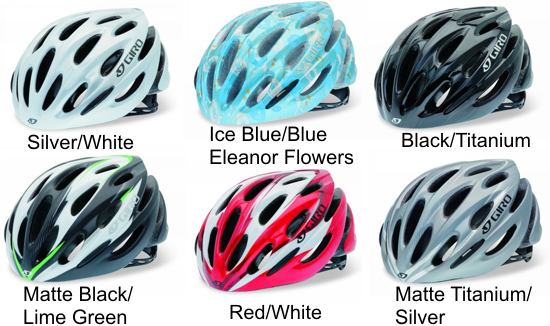 GIRO
GIRO
GIRO
Silver/White
Ice Blue/Blue
Eleanor Flowers
Black/Titanium
GIRO
GIRO
GIRO
Matte Black/
Lime Green
Red/White
Matte Titanium/
Silver